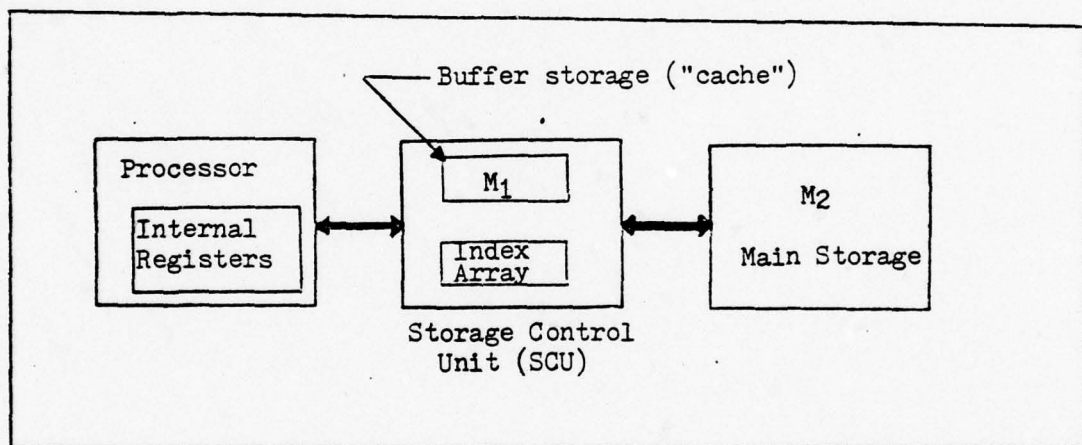 Buffer storage ("cache")
Processor
Internal
Registers
M1
Index
Array
Storage Control
Unit (SCU)
M2
Main Storage